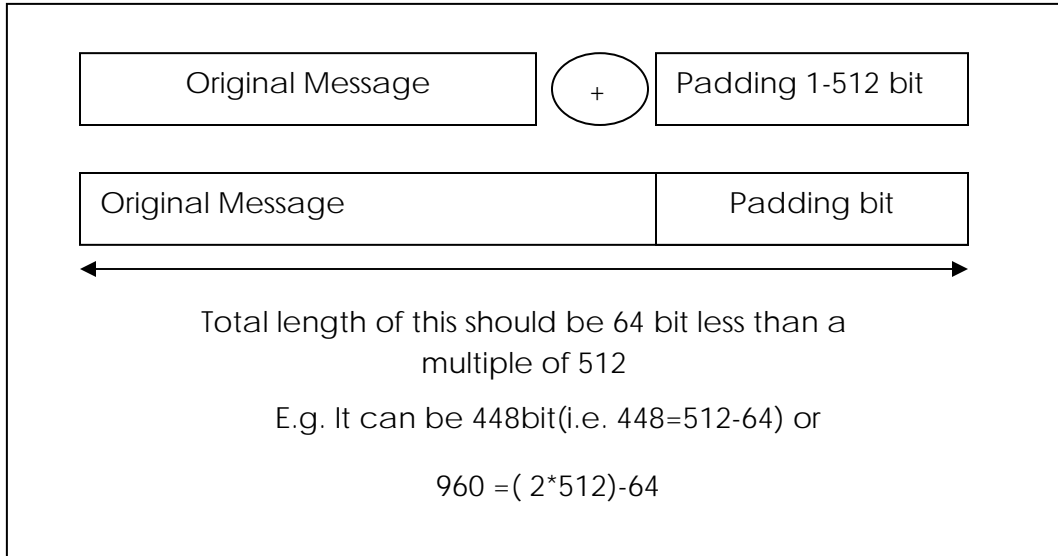 Original Message
+
Padding 1-512 bit
Original Message
Padding bit
Total length of this should be 64 bit less than a
multiple of 512
E.g. It can be 448bit(i.e. 448=512-64) or
960 =( 2*512)-64